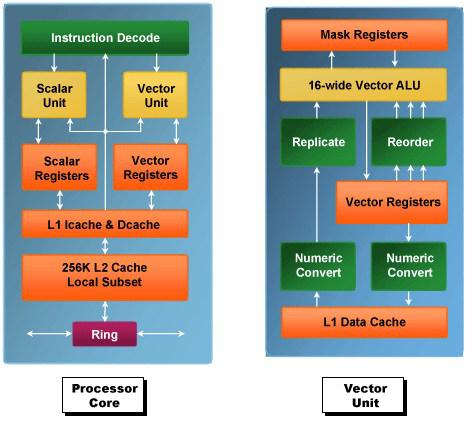 Instruction Decode
Scalar
Unit
Vector
Unit
Scalar
Registers
Vector
Registers
L1 Icache & Dcache
256K L2 Cache
Local Subset
Ring
Processor
Core
Mask Registers
16-wide Vector ALU
Replicate
Reorder
Vector Registers
Numeric
Convert
Numeric
Convert
L1 Data Cache
Vector
Unit